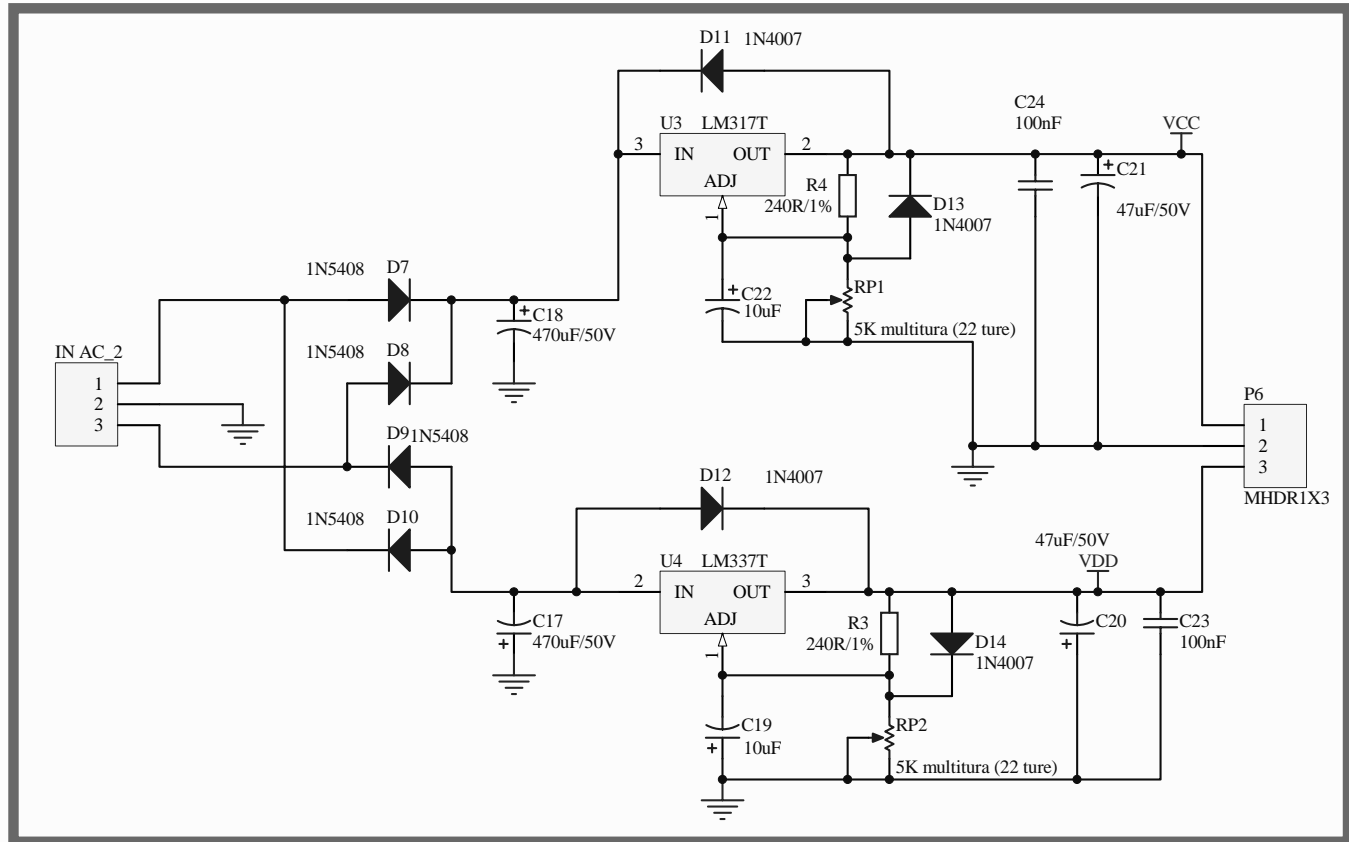 D11 1N4007
C24
100nF
VCC
U3 LM317T
3 IN OUT 2
ADJ
1
R4
240R/1%
D13
1N4007
C21
47uF/50V
1N5408 D7
C18
470uF/50V
C22
10uF
RP1
5K multitura (22 ture)
1N5408 D8
IN AC_2
1
2
3
D9 1N5408
1N5408 D10
P6
1
2
3
MHDR1X3
D12 1N4007
U4 LM337T
2 IN OUT 3
ADJ
1
47uF/50V
VDD
C17
470uF/50V
R3
240R/1%
D14
1N4007
C20
C23
100nF
C19
10uF
RP2
5K multitura (22 ture)